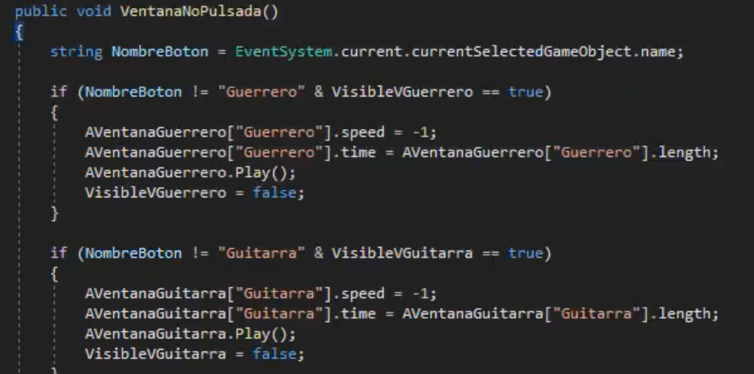 public void VentanaNoPulsada()
{
string NombreBoton = EventSystem.current.currentSelectedGameObject.name;
if (NombreBoton != "Guerrero" & VisibleVGuerrero == true)
{
AVentanaGuerrero["Guerrero"].speed = -1;
AVentanaGuerrero["Guerrero"].time = AVentanaGuerrero["Guerrero"].length;
AVentanaGuerrero.Play();
VisibleVGuerrero = false;
}
if (NombreBoton != "Guitarra" & VisibleVGuitarra == true)
{
AVentanaGuitarra["Guitarra"].speed = -1;
AVentanaGuitarra["Guitarra"].time = AVentanaGuitarra["Guitarra"].length;
AVentanaGuitarra.Play();
VisibleVGuitarra = false;
}